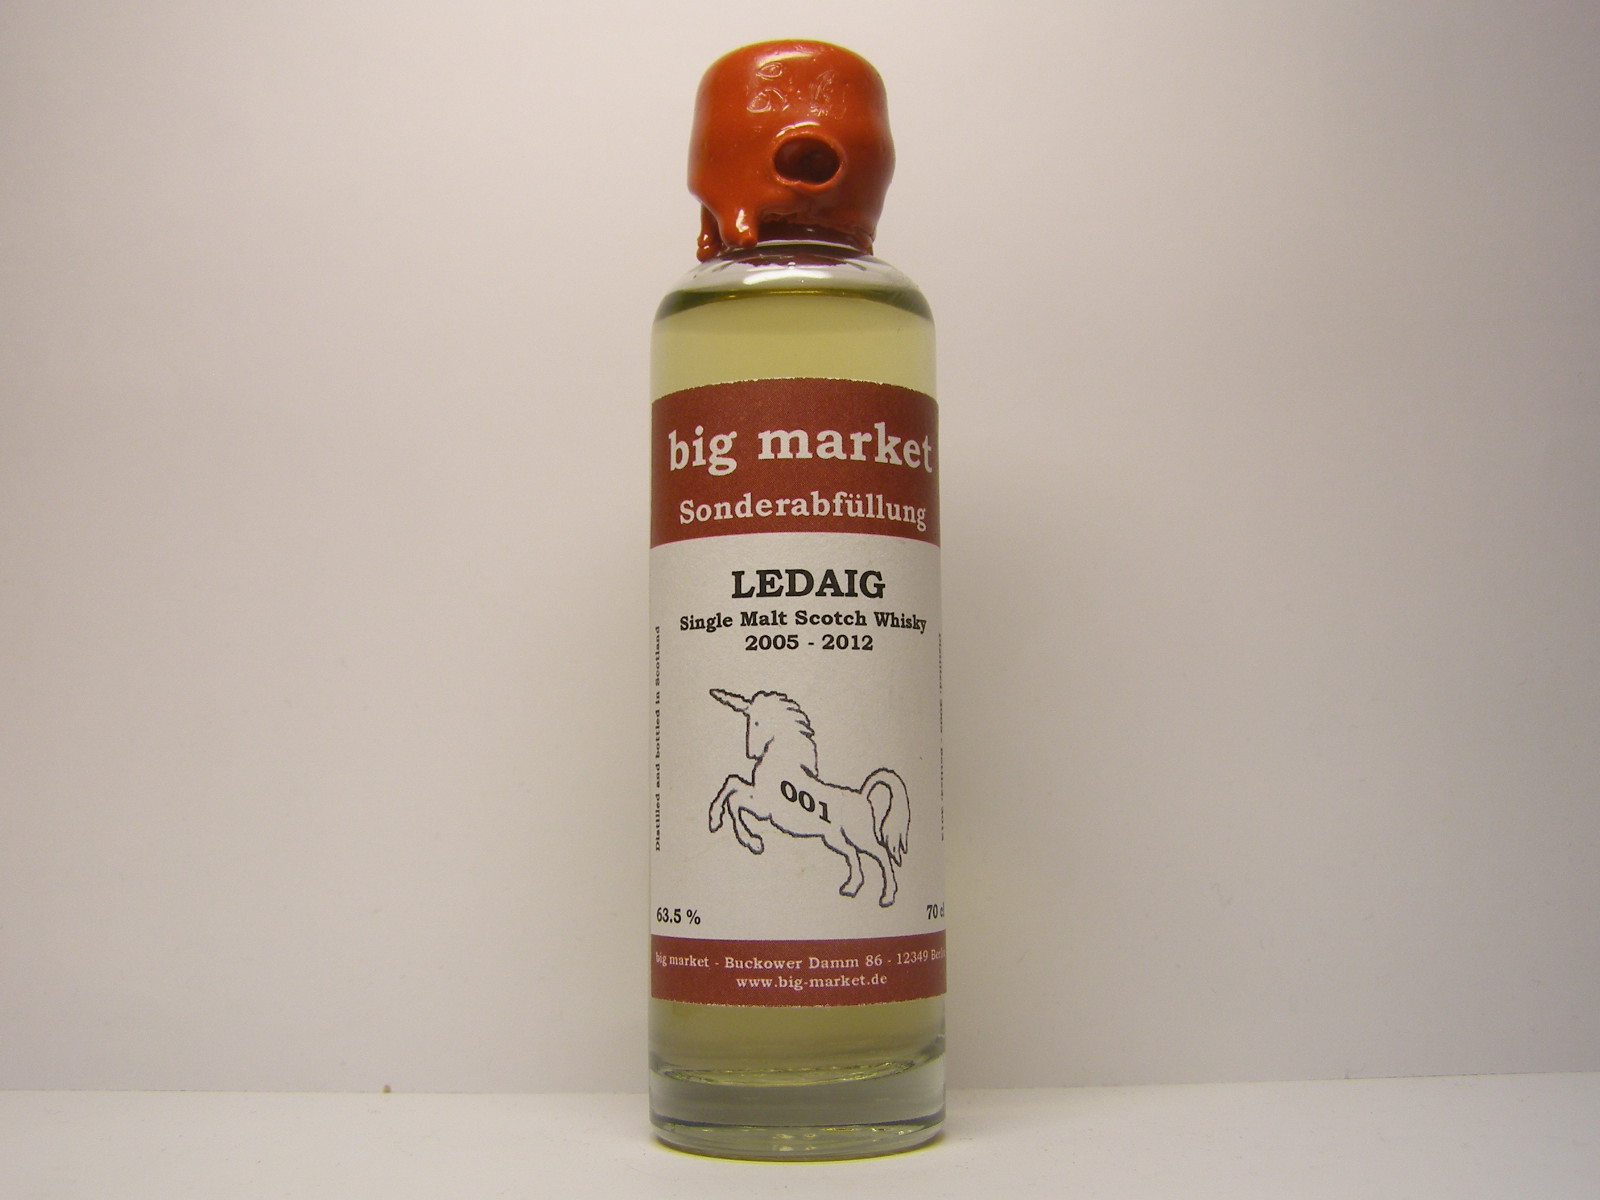 big market
Sonderabfüllung
LEDAIG
Single Malt Scotch Whisky
2005 - 2012
Distilled and bottled in Scotland
001
63.5 %
70 cl
big market - Buckower Damm 86 - 12349 Berlin
www.big-market.de